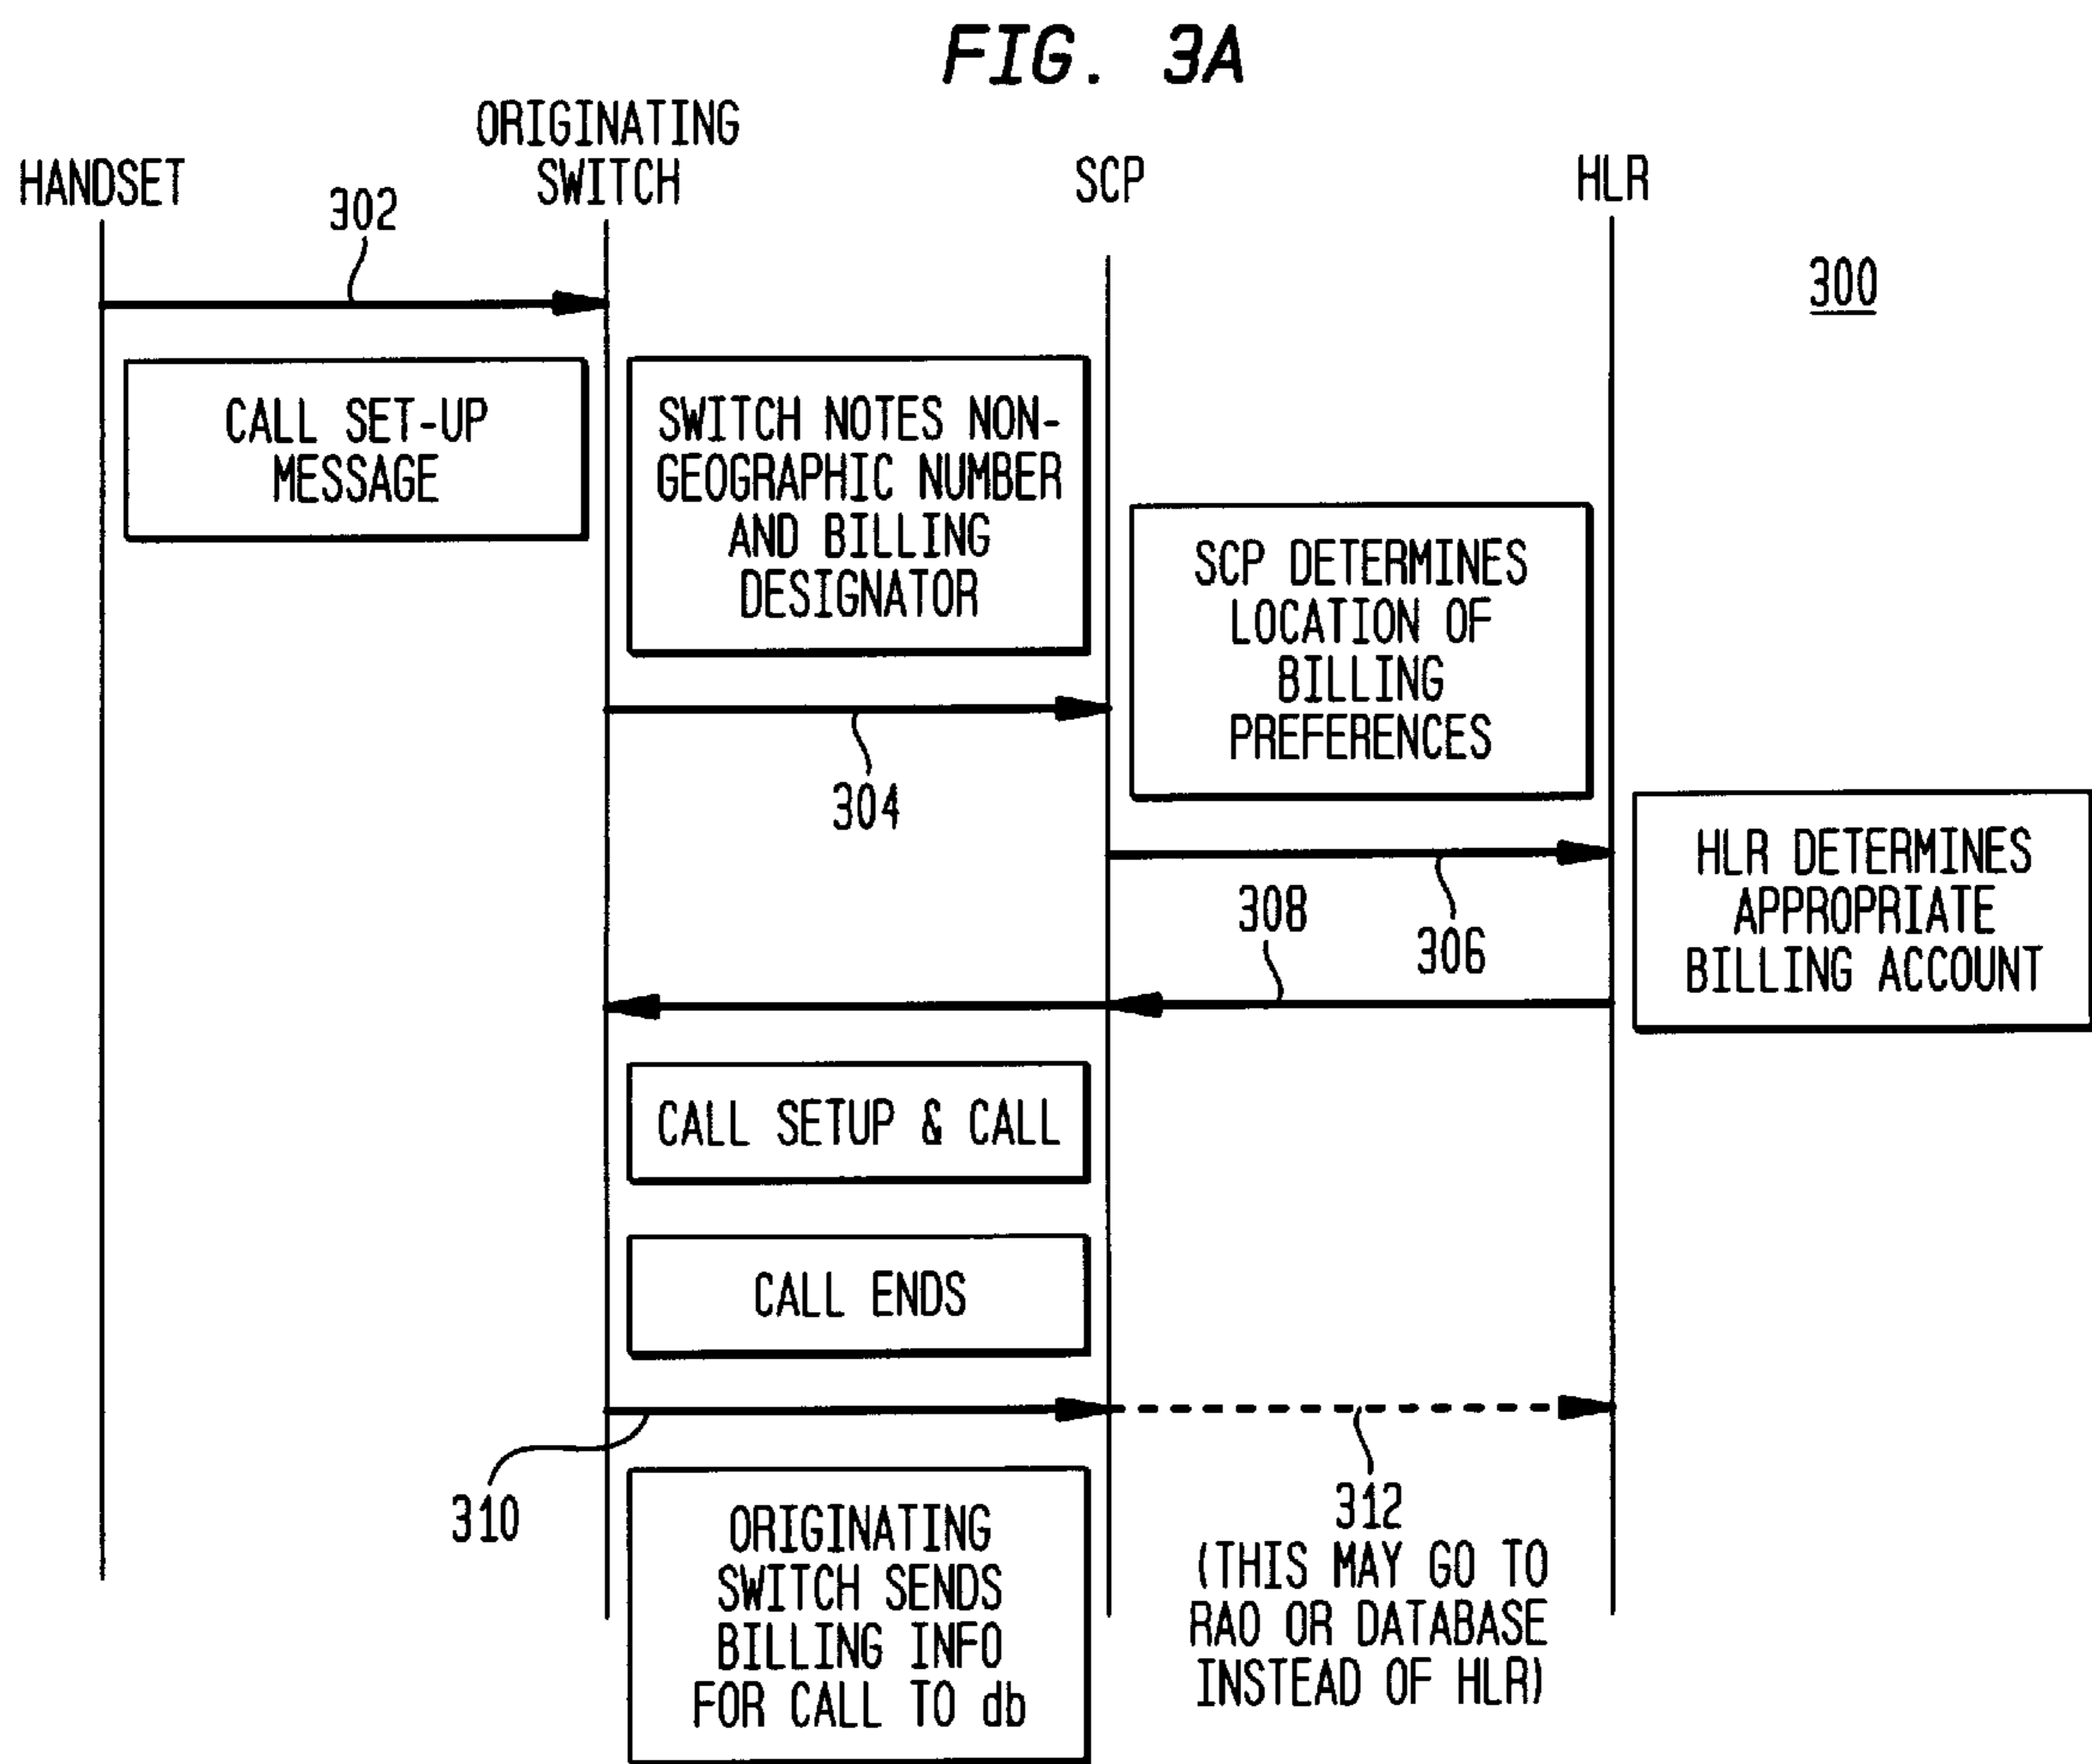 FIG. 3A
HANDSET
ORIGINATING
SWITCH
SCP
HLR
302
300
CALL SET-UP
MESSAGE
SWITCH NOTES NON-
GEOGRAPHIC NUMBER
AND BILLING
DESIGNATOR
SCP DETERMINES
LOCATION OF
BILLING
PREFERENCES
304
HLR DETERMINES
APPROPRIATE
BILLING ACCOUNT
308
306
CALL SETUP & CALL
CALL ENDS
310
ORIGINATING
SWITCH SENDS
BILLING INFO
FOR CALL TO db
312
(THIS MAY GO TO
RAO OR DATABASE
INSTEAD OF HLR)